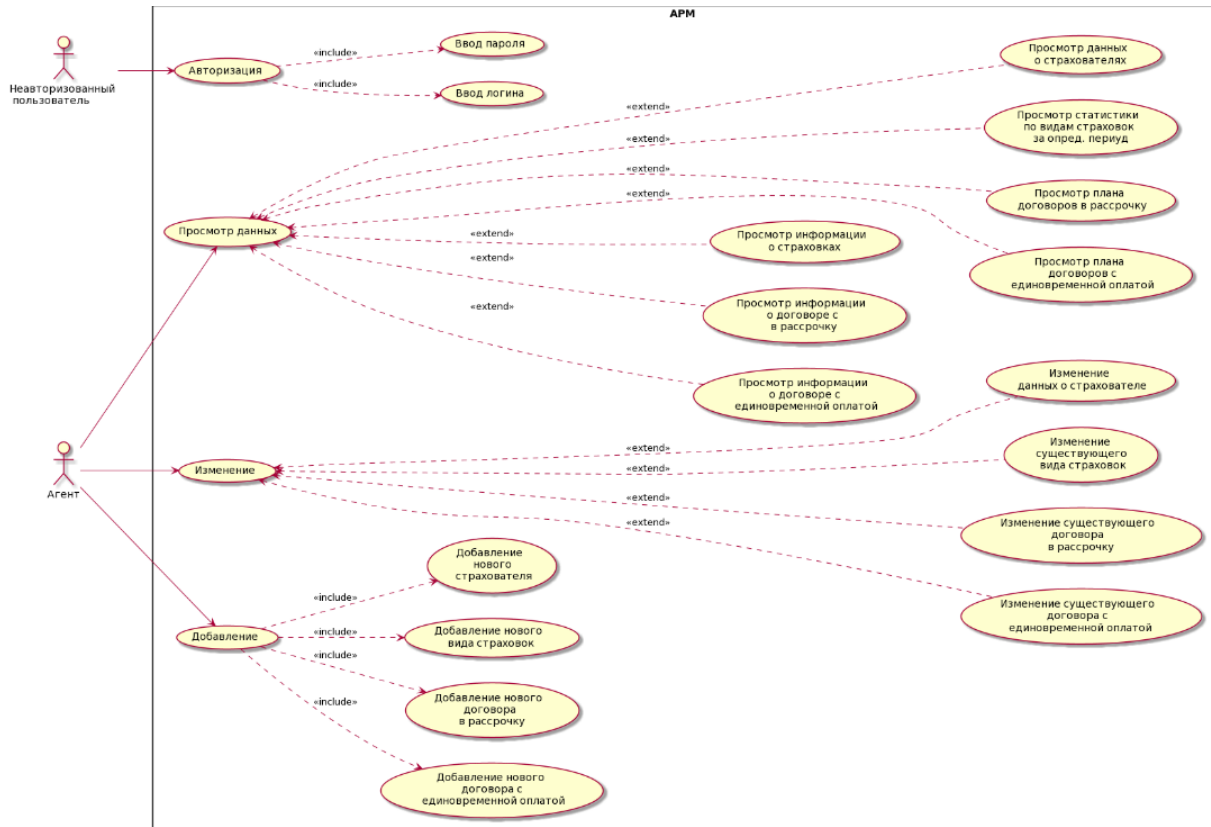 АРМ
Неавторизованный
пользователь
Авторизация
«include»
Ввод пароля
«include»
Ввод логина
Просмотр данных
«extend»
Просмотр данных
о страхователях
«extend»
Просмотр статистики
по видам страховок
за опред. периуд
«extend»
Просмотр плана
договоров в рассрочку
«extend»
Просмотр плана
договоров с
единовременной оплатой
«extend»
Просмотр информации
о страховках
«extend»
Просмотр информации
о договоре с
в рассрочку
«extend»
Просмотр информации
о договоре с
единовременной оплатой
Агент
Изменение
«extend»
Изменение
данных о страхователе
«extend»
Изменение
существующего
вида страховок
«extend»
Изменение существующего
договора
в рассрочку
«extend»
Изменение существующего
договора с
единовременной оплатой
Добавление
«include»
Добавление
нового
страхователя
«include»
Добавление нового
вида страховок
«include»
Добавление нового
договора
в рассрочку
«include»
Добавление нового
договора с
единовременной оплатой